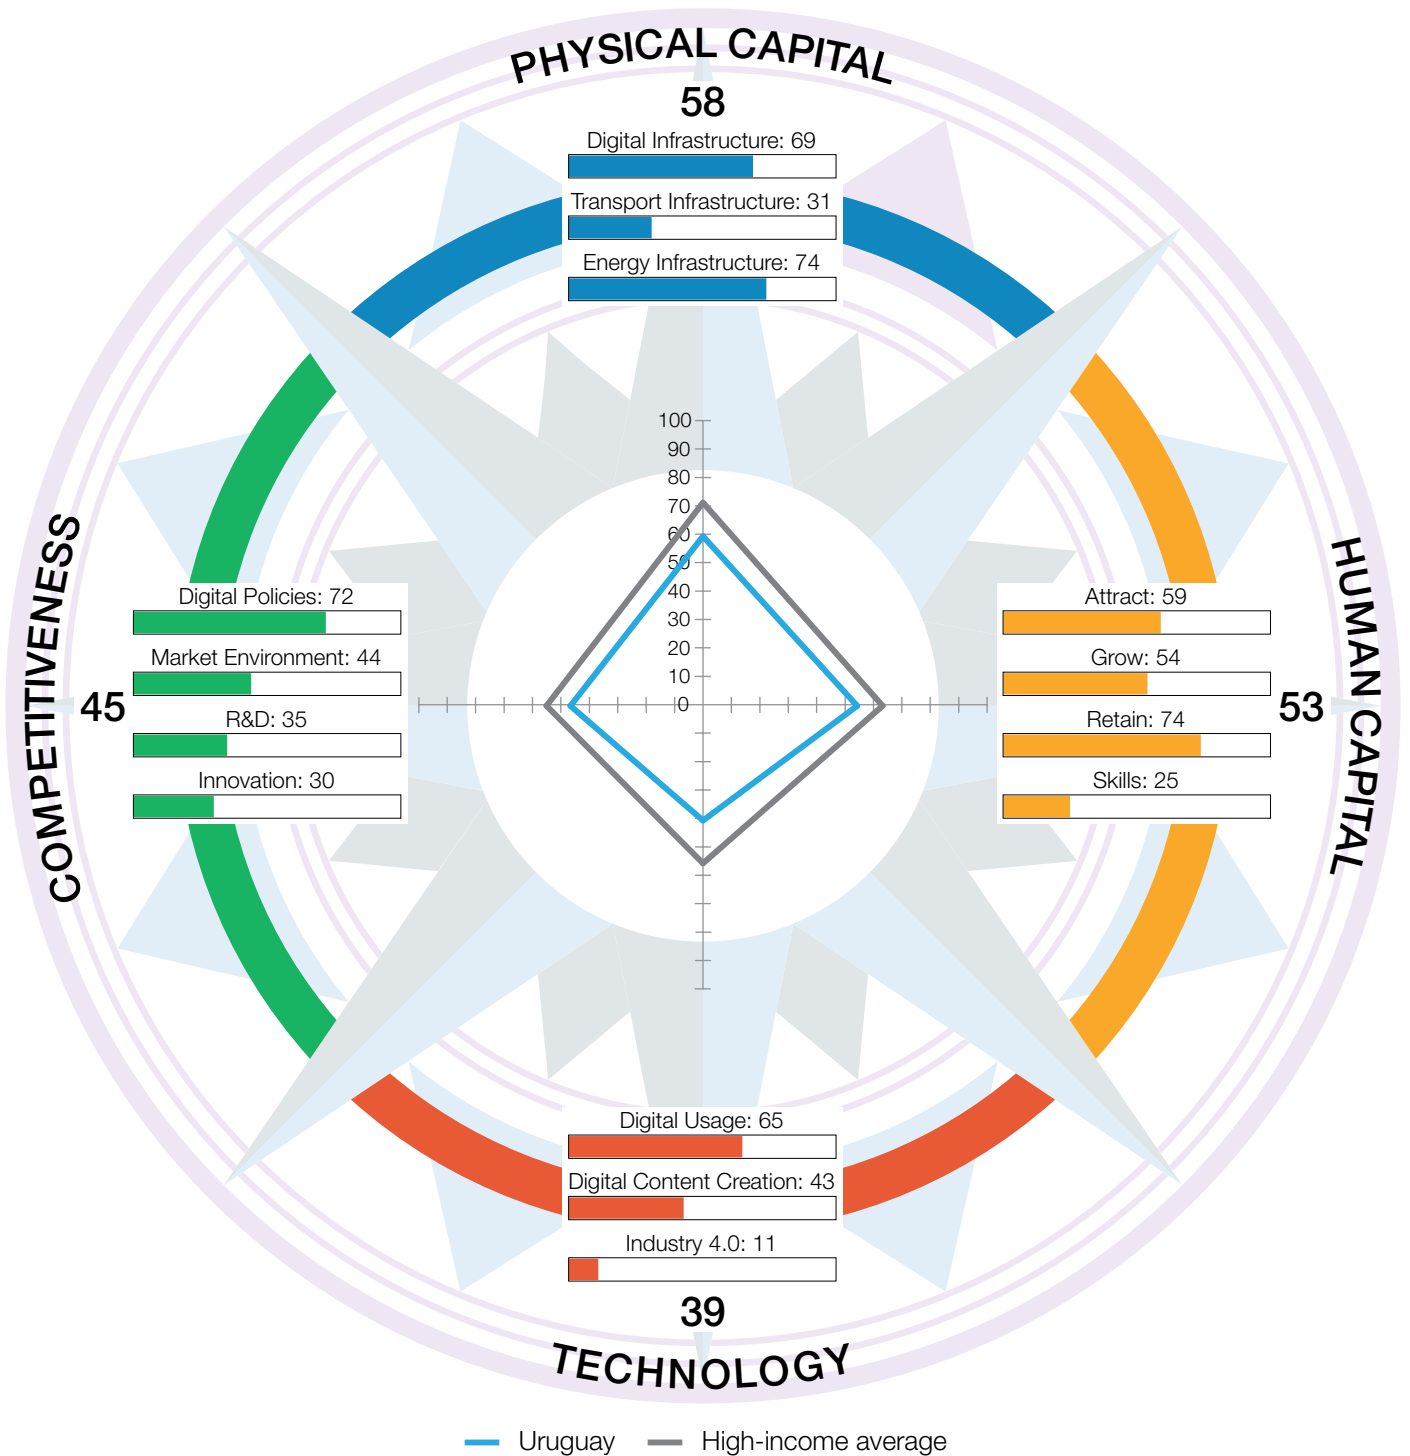 PHYSICAL CAPITAL
58
Digital Infrastructure: 69
Transport Infrastructure: 31
Energy Infrastructure: 74
100
90
80
70
60
50
40
30
20
10
0
COMPETITIVENESS
45
Digital Policies: 72
Market Environment: 44
R&D: 35
Innovation: 30
HUMAN CAPITAL
53
Attract: 59
Grow: 54
Retain: 74
Skills: 25
Digital Usage: 65
Digital Content Creation: 43
Industry 4.0: 11
39
TECHNOLOGY
Uruguay
High-income average